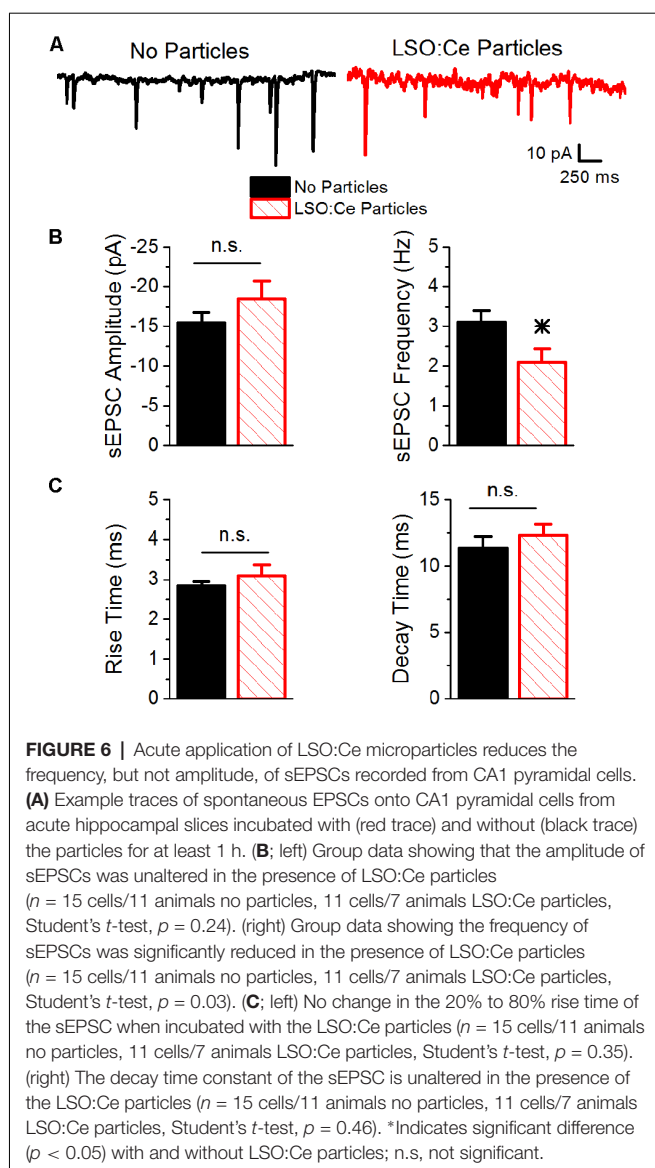 A
No Particles
LSO:Ce Particles
10 pA
250 ms
No Particles
LSO:Ce Particles
B
sEPSC Amplitude (pA)
-25
-20
-15
-10
-5
0
n.s.
sEPSC Frequency (Hz)
5
4
3
2
1
0
*
C
Rise Time (ms)
5
4
3
2
1
0
n.s.
Decay Time (ms)
15
10
5
0
n.s.
FIGURE 6 | Acute application of LSO:Ce microparticles reduces the
frequency, but not amplitude, of sEPSCs recorded from CA1 pyramidal cells.
(A) Example traces of spontaneous EPSCs onto CA1 pyramidal cells from
acute hippocampal slices incubated with (red trace) and without (black trace)
the particles for at least 1 h. (B; left) Group data showing that the amplitude of
sEPSCs was unaltered in the presence of LSO:Ce particles
(n = 15 cells/11 animals no particles, 11 cells/7 animals LSO:Ce particles,
Student's t-test, p = 0.24). (right) Group data showing the frequency of
sEPSCs was significantly reduced in the presence of LSO:Ce particles
(n = 15 cells/11 animals no particles, 11 cells/7 animals LSO:Ce particles,
Student's t-test, p = 0.03). (C; left) No change in the 20% to 80% rise time of
the sEPSC when incubated with the LSO:Ce particles (n = 15 cells/11 animals
no particles, 11 cells/7 animals LSO:Ce particles, Student's t-test, p = 0.35).
(right) The decay time constant of the sEPSC is unaltered in the presence of
the LSO:Ce particles (n = 15 cells/11 animals no particles, 11 cells/7 animals
LSO:Ce particles, Student's t-test, p = 0.46). *Indicates significant difference
(p < 0.05) with and without LSO:Ce particles; n.s, not significant.